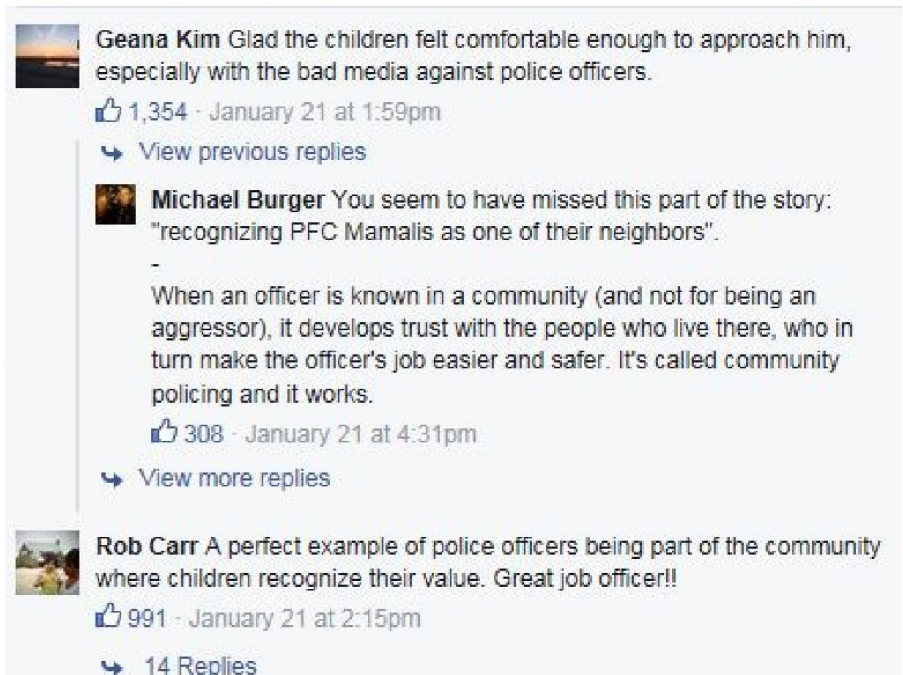 Geana Kim Glad the children felt comfortable enough to approach him,
especially with the bad media against police officers.
1,354 · January 21 at 1:59pm
View previous replies
Michael Burger You seem to have missed this part of the story:
"recognizing PFC Mamalis as one of their neighbors".
-
When an officer is known in a community (and not for being an
aggressor), it develops trust with the people who live there, who in
turn make the officer's job easier and safer. It's called community
policing and it works.
308 · January 21 at 4:31pm
View more replies
Rob Carr A perfect example of police officers being part of the community
where children recognize their value. Great job officer!!
991 · January 21 at 2:15pm
14 Replies